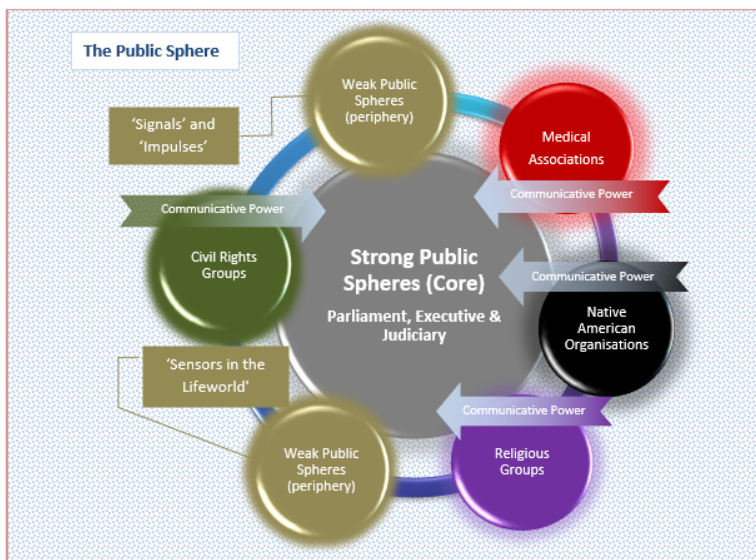 The Public Sphere
Weak Public
Spheres
(periphery)
‘Signals’ and
‘Impulses’
Medical
Associations
Communicative Power
Communicative Power
Civil Rights
Groups
Strong Public
Spheres (Core)
Parliament, Executive &
Judiciary
Communicative Power
Native
American
Organisations
‘Sensors in the
Lifeworld'
Communicative Power
Weak Public
Spheres
(periphery)
Religious
Groups